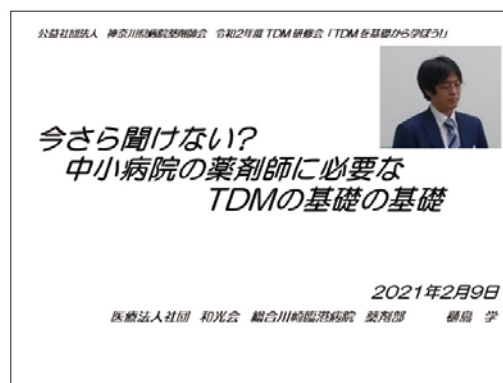 公益社団法人 神奈川県病院薬剤師会 令和2年度 TDM 研修会「TDMを基礎から学ぼう!」
今さら聞けない?
中小病院の薬剤師に必要な
TDMの基礎の基礎
2021年2月9日
医療法人社団 和光会 総合川崎臨港病院 薬剤部 学